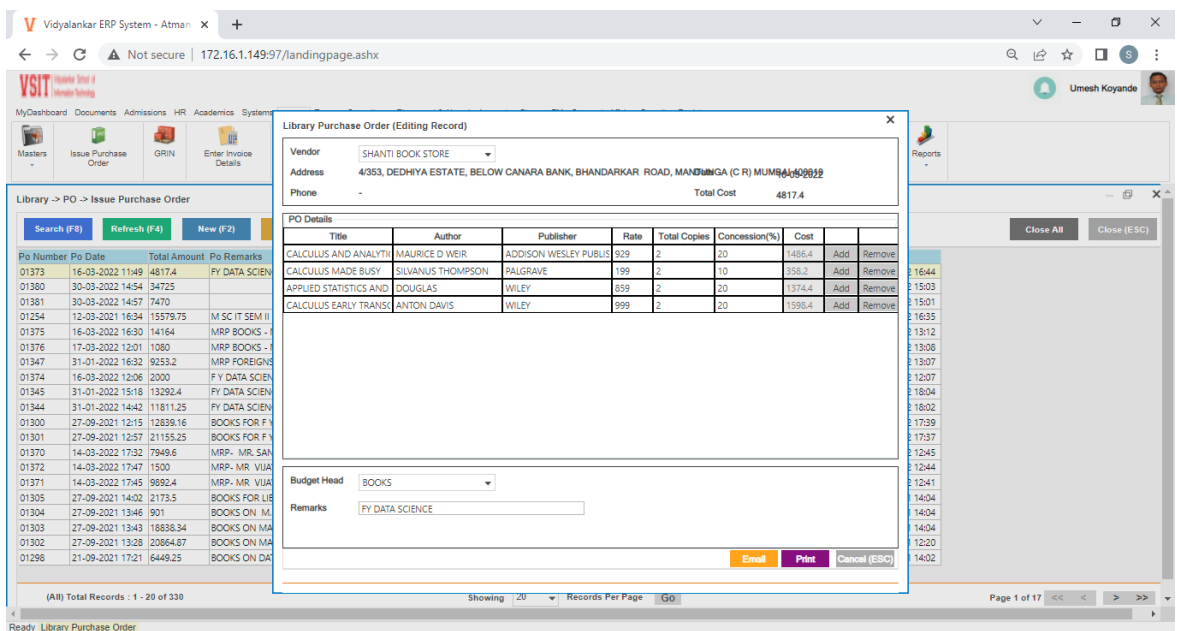 Vidyalankar ERP System - Atman
Not secure | 172.16.1.149:97/landingpage.ashx
S
VSIT Vidyalankar School of
Information Technology
Umesh Koyande
MyDashboard Documents Admissions HR Academics Systems
Masters Issue Purchase Order GRIN Enter Invoice Details Reports
Library -> PO -> Issue Purchase Order
Search (F8) Refresh (F4) New (F2) Close All Close (ESC)
Po Number Po Date Total Amount Po Remarks
01373 16-03-2022 11:49 4817.4 FY DATA SCIEN 2 16:44
01380 30-03-2022 14:54 34725 2 15:03
01381 30-03-2022 14:57 7470 2 15:01
01254 12-03-2021 16:34 15579.75 M SC IT SEM II 2 16:35
01375 16-03-2022 16:30 14164 MRP BOOKS - 2 13:12
01376 17-03-2022 12:01 1080 MRP BOOKS - 2 13:08
01347 31-01-2022 16:32 9253.2 MRP FOREIGNS 2 13:07
01374 16-03-2022 12:06 2000 F Y DATA SCIEN 2 12:07
01345 31-01-2022 15:18 13292.4 FY DATA SCIEN 2 18:04
01344 31-01-2022 14:42 11811.25 FY DATA SCIEN 2 18:02
01300 27-09-2021 12:15 12839.16 BOOKS FOR F Y 2 17:39
01301 27-09-2021 12:57 21155.25 BOOKS FOR F Y 2 17:37
01370 14-03-2022 17:32 7949.6 MRP- MR. SAN 2 12:45
01372 14-03-2022 17:47 1500 MRP- MR VIJA 2 12:44
01371 14-03-2022 17:45 9892.4 MRP- MR VIJA 2 12:41
01305 27-09-2021 14:02 2173.5 BOOKS FOR LIB 14:04
01304 27-09-2021 13:46 901 BOOKS ON M. 14:04
01303 27-09-2021 13:43 18838.34 BOOKS ON MA 14:04
01302 27-09-2021 13:28 20864.87 BOOKS ON MA 12:20
01298 21-09-2021 17:21 6449.25 BOOKS ON DA 14:02
Library Purchase Order (Editing Record)
Vendor SHANTI BOOK STORE
Address 4/353, DEDHIYA ESTATE, BELOW CANARA BANK, BHANDARKAR ROAD, (C R)
Phone - Total Cost 4817.4
PO Details
Title Author Publisher Rate Total Copies Concession(%) Cost
CALCULUS AND ANALYTI MAURICE D WEIR ADDISON WESLEY PUBLIS 929 2 20 1486.4 Add Remove
CALCULUS MADE BUSY SILVANUS THOMPSON PALGRAVE 199 2 10 358.2 Add Remove
APPLIED STATISTICS AND DOUGLAS WILEY 859 2 20 1374.4 Add Remove
CALCULUS EARLY TRANSC ANTON DAVIS WILEY 999 2 20 1598.4 Add Remove
Budget Head BOOKS
Remarks FY DATA SCIENCE
Email Print Cancel (ESC)
(All) Total Records : 1 - 20 of 330 Showing 20 Records Per Page Go Page 1 of 17 << < > >>
Ready Library Purchase Order